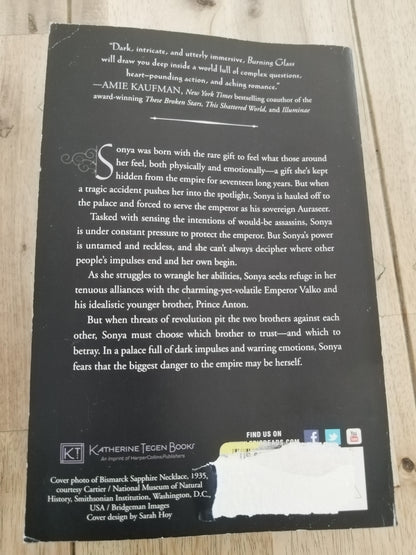 "Dark, intricate, and utterly immersive, Burning Glass
will draw you deep inside a world full of complex questions,
heart-pounding action, and aching romance."
—AMIE KAUFMAN, New York Times bestselling coauthor of the
award-winning These Broken Stars, This Shattered World, and Illuminae
Sonya was born with the rare gift to feel what those around
her feel, both physically and emotionally—a gift she's kept
hidden from the empire for seventeen long years. But when
a tragic accident pushes her into the spotlight, Sonya is hauled off to
the palace and forced to serve the emperor as his sovereign Auraseer.
Tasked with sensing the intentions of would-be assassins, Sonya
is under constant pressure to protect the emperor. But Sonya's power
is untamed and reckless, and she can't always decipher where other
people's impulses end and her own begin.
As she struggles to wrangle her abilities, Sonya seeks refuge in her
tenuous alliances with the charming-yet-volatile Emperor Valko and
his idealistic younger brother, Prince Anton.
But when threats of revolution pit the two brothers against each
other, Sonya must choose which brother to trust—and which to
betray. In a palace full of dark impulses and warring emotions, Sonya
fears that the biggest danger to the empire may be herself.
KT
KATHERINE TEGEN BOOKS
An Imprint of HarperCollinsPublishers
FIND US ON
You
Tube
Cover photo of Bismarck Sapphire Necklace, 1935,
courtesy Cartier / National Museum of Natural
History, Smithsonian Institution, Washington, D.C.,
USA / Bridgeman Images
Cover design by Sarah Hoy